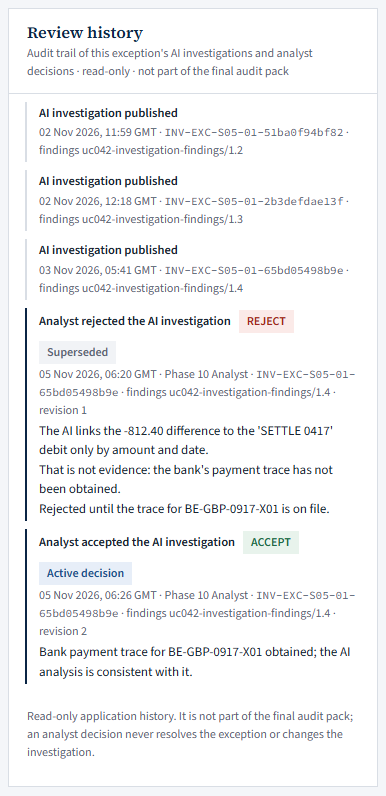 Review history
Audit trail of this exception's AI investigations and analyst
decisions · read-only · not part of the final audit pack
AI investigation published
02 Nov 2026, 11:59 GMT · INV-EXC-S05-01-51ba0f94bf82 ·
findings uc042-investigation-findings/1.2
AI investigation published
02 Nov 2026, 12:18 GMT · INV-EXC-S05-01-2b3defdae13f ·
findings uc042-investigation-findings/1.3
AI investigation published
03 Nov 2026, 05:41 GMT · INV-EXC-S05-01-65bd05498b9e ·
findings uc042-investigation-findings/1.4
Analyst rejected the AI investigation REJECT
Superseded
05 Nov 2026, 06:20 GMT · Phase 10 Analyst · INV-EXC-S05-01-
65bd05498b9e · findings uc042-investigation-findings/1.4 ·
revision 1
The AI links the -812.40 difference to the 'SETTLE 0417'
debit only by amount and date.
That is not evidence: the bank's payment trace has not
been obtained.
Rejected until the trace for BE-GBP-0917-X01 is on file.
Analyst accepted the AI investigation ACCEPT
Active decision
05 Nov 2026, 06:26 GMT · Phase 10 Analyst · INV-EXC-S05-01-
65bd05498b9e · findings uc042-investigation-findings/1.4 ·
revision 2
Bank payment trace for BE-GBP-0917-X01 obtained; the AI
analysis is consistent with it.
Read-only application history. It is not part of the final audit pack;
an analyst decision never resolves the exception or changes the
investigation.